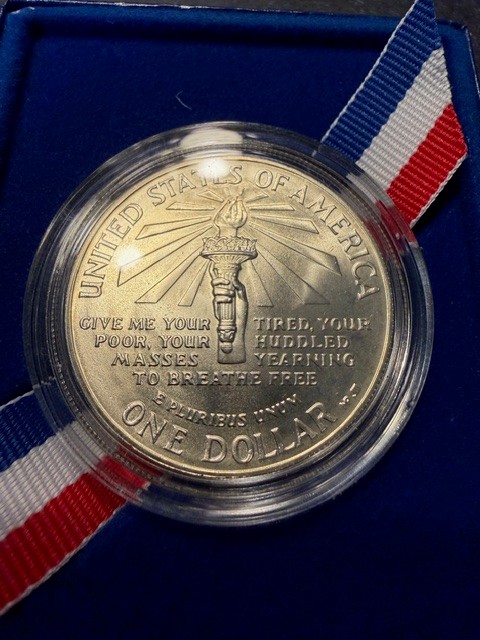 UNITED STATES OF AMERICA
GIVE ME YOUR TIRED, YOUR
POOR, YOUR HUDDLED
MASSES YEARNING
TO BREATHE FREE
E PLURIBUS UNUM
ONE DOLLAR